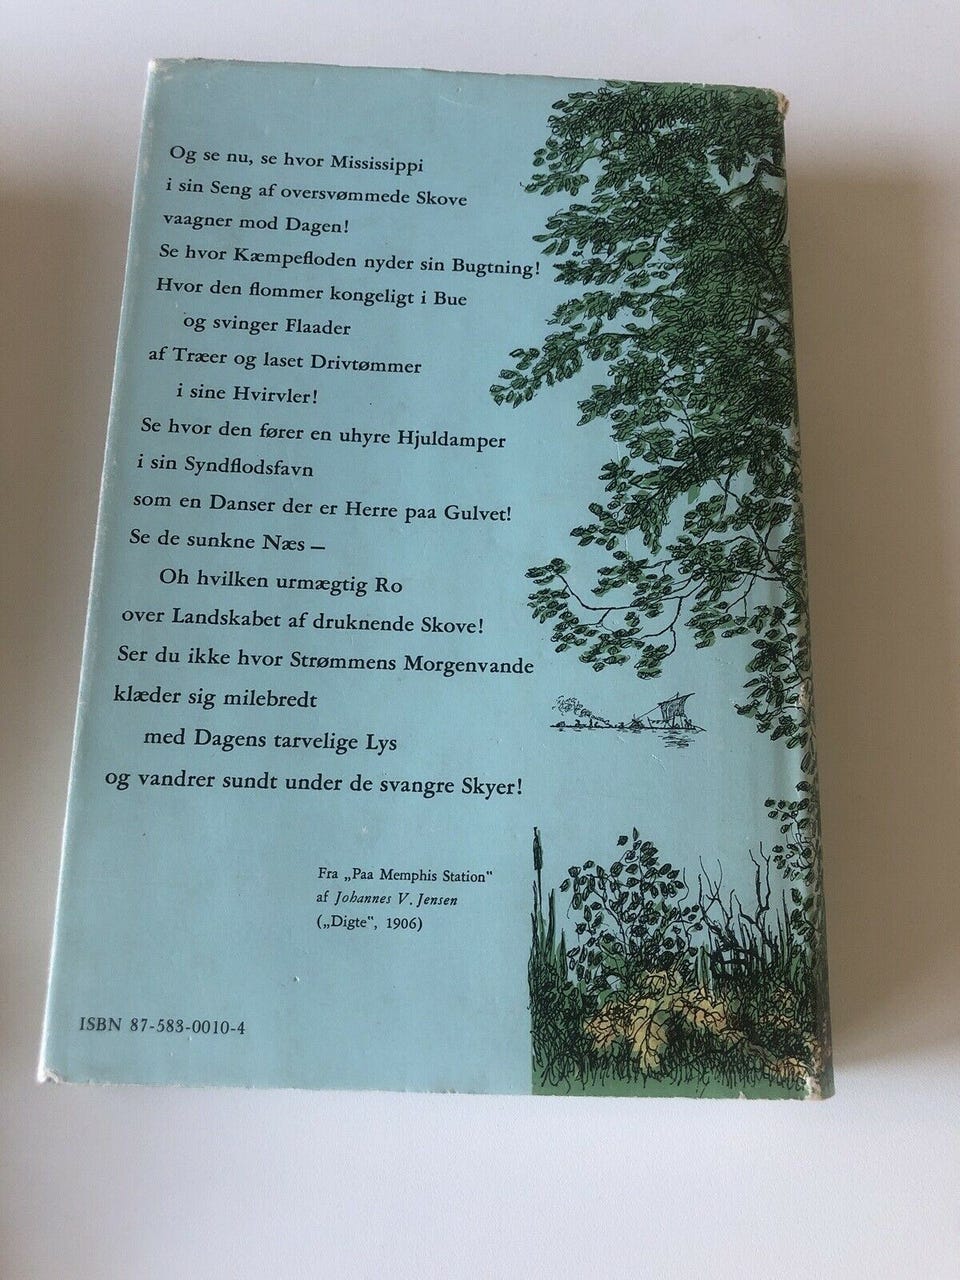 Og se nu, se hvor Mississippi
i sin Seng af oversvømmede Skove
vaagner mod Dagen!
Se hvor Kæmpefloden nyder sin Bugtning!
Hvor den flommer kongeligt i Bue
og svinger Flaader
af Træer og laset Drivtømmer
i sine Hvirvler!
Se hvor den fører en uhyre Hjuldamper
i sin Syndflodsfavn
som en Danser der er Herre paa Gulvet!
Se de sunkne Næs –
Oh hvilken urmægtig Ro
over Landskabet af druknende Skove!
Ser du ikke hvor Strømmens Morgenvande
klæder sig milebredt
med Dagens tarvelige Lys
og vandrer sundt under de svangre Skyer!
Fra „Paa Memphis Station"
af Johannes V. Jensen
(„Digte", 1906)
ISBN 87-583-0010-4